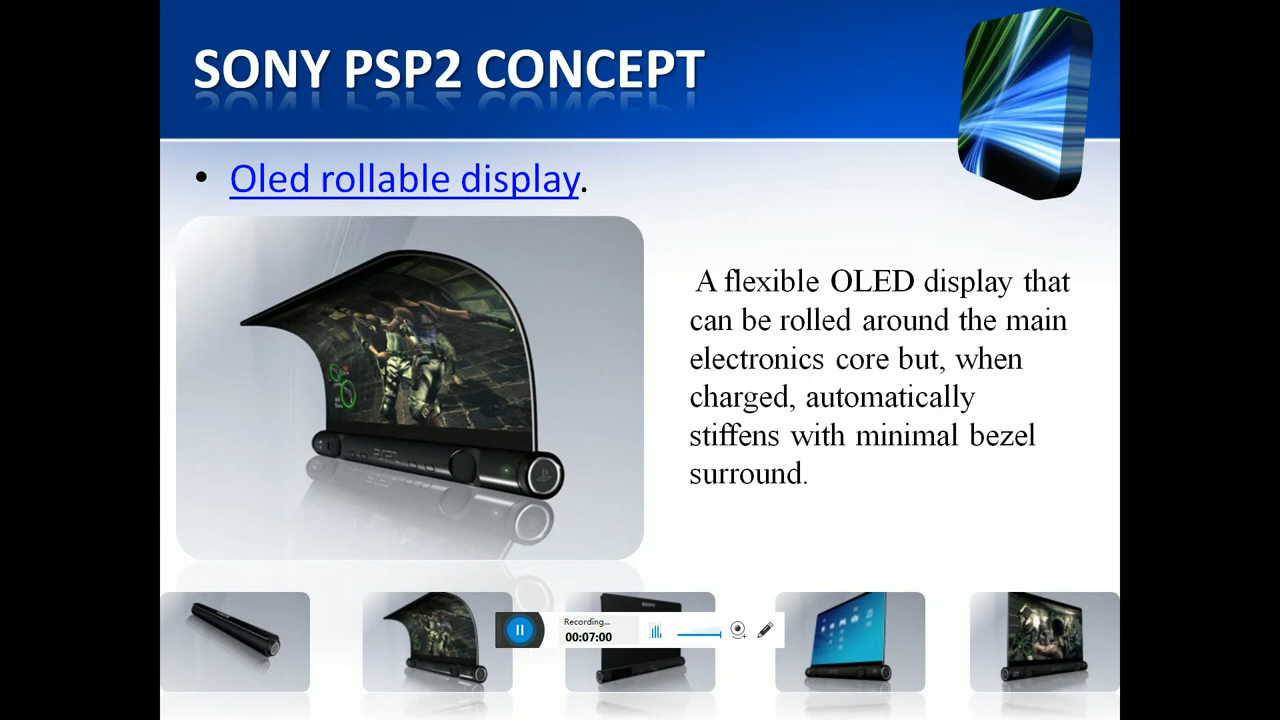 SONY PSP2 CONCEPT
• Oled rollable display.
A flexible OLED display that
can be rolled around the main
electronics core but, when
charged, automatically
stiffens with minimal bezel
surround.
SONY
Recording...
00:07:00